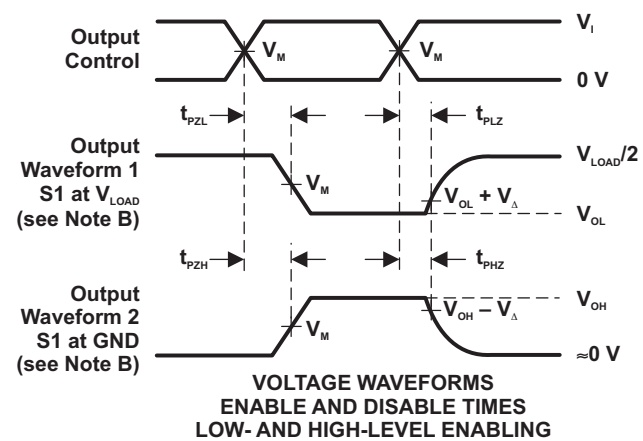 Output
Control
V_M
V_M
V_I
0 V
t_PZL
t_PLZ
Output
Waveform 1
S1 at V_LOAD
(see Note B)
V_M
V_OL + V_Δ
V_LOAD/2
V_OL
t_PZH
t_PHZ
Output
Waveform 2
S1 at GND
(see Note B)
V_M
V_OH – V_Δ
V_OH
≈0 V
VOLTAGE WAVEFORMS
ENABLE AND DISABLE TIMES
LOW- AND HIGH-LEVEL ENABLING